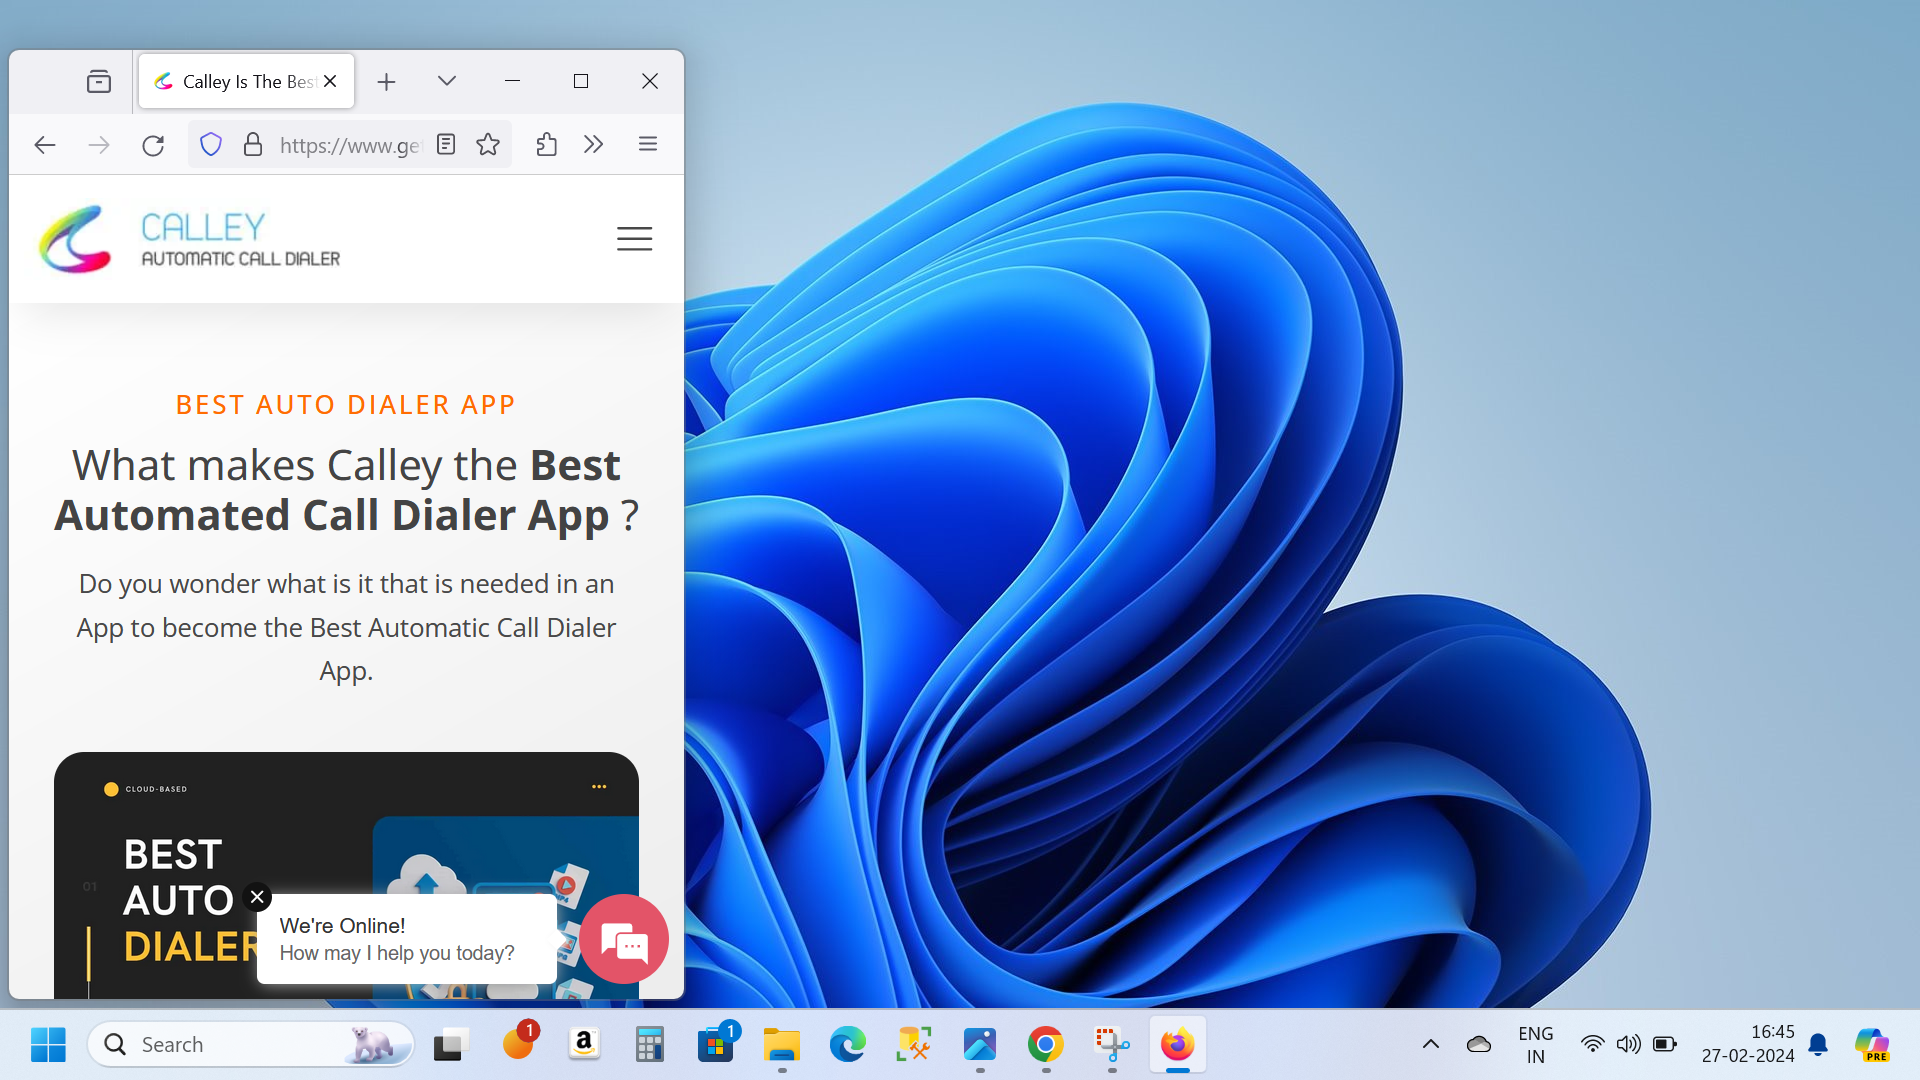 Calley Is The Best
https://www.get
CALLEY
AUTOMATIC CALL DIALER
BEST AUTO DIALER APP
What makes Calley the Best
Automated Call Dialer App ?
Do you wonder what is it that is needed in an
App to become the Best Automatic Call Dialer
App.
CLOUD-BASED
BEST
01
AUTO
DIALER
We're Online!
How may I help you today?
Search
1
a
1
ENG
IN
16:45
27-02-2024
PRE